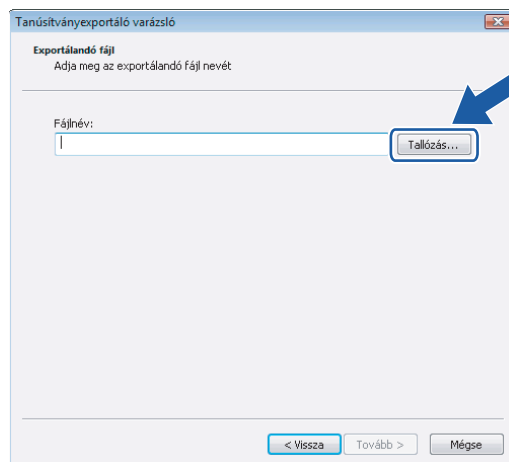 Tanúsítványexportáló varázsló
Exportálandó fájl
Adja meg az exportálandó fájl nevét
Fájlnév:
Tallózás...
< Vissza
Tovább >
Mégse